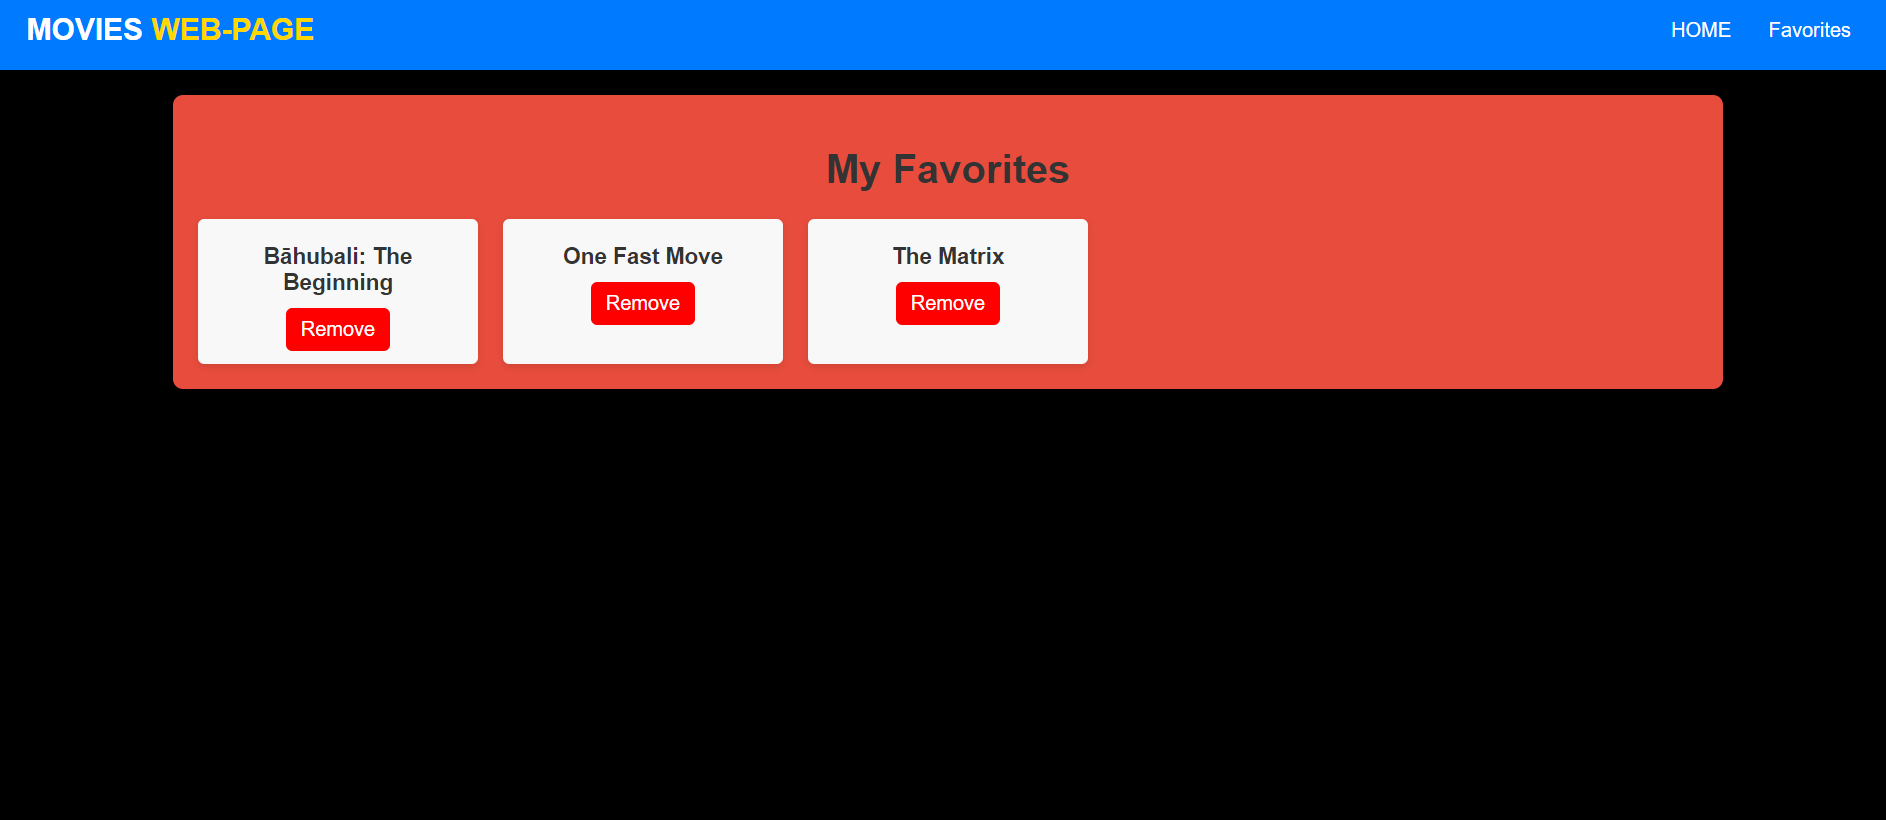 MOVIES WEB-PAGE
HOME
Favorites
My Favorites
Bāhubali: The
Beginning
Remove
One Fast Move
Remove
The Matrix
Remove